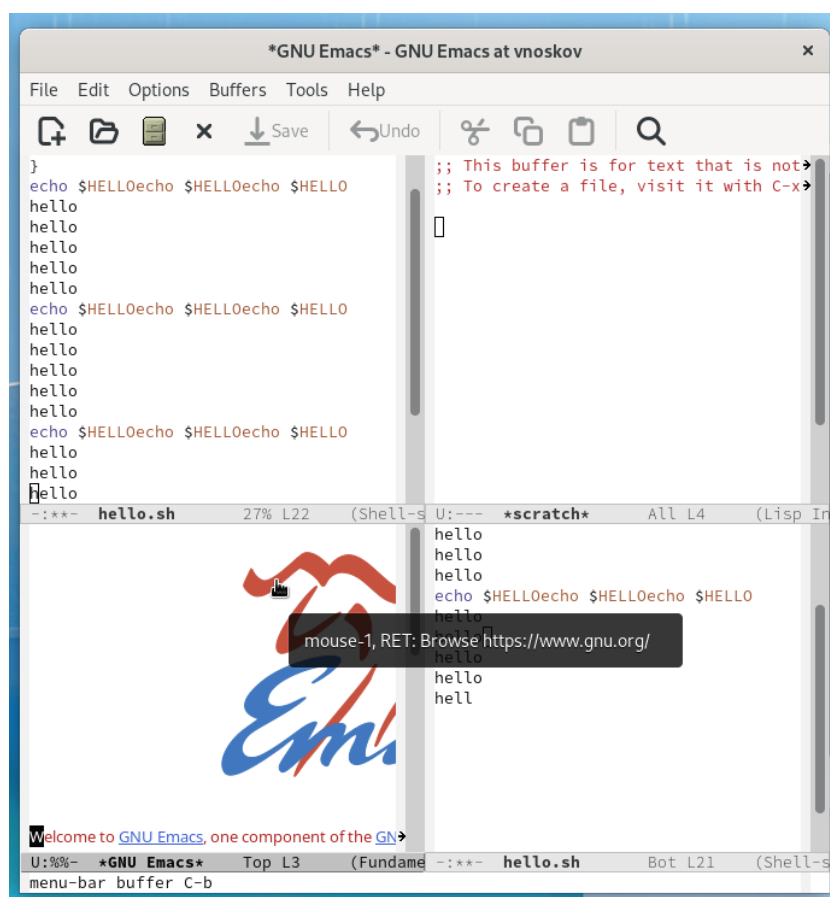 *GNU Emacs* - GNU Emacs at vnoskov
File Edit Options Buffers Tools Help
Save Undo
}
echo $HELLOecho $HELLOecho $HELLO
hello
hello
hello
hello
hello
echo $HELLOecho $HELLOecho $HELLO
hello
hello
hello
hello
hello
echo $HELLOecho $HELLOecho $HELLO
hello
hello
hello
-:**- hello.sh 27% L22 (Shell-s
;; This buffer is for text that is not
;; To create a file, visit it with C-x
U:--- *scratch* All L4 (Lisp In
Welcome to GNU Emacs, one component of the GN
U:%%- *GNU Emacs* Top L3 (Fundame
mouse-1, RET: Browse https://www.gnu.org/
hello
hello
hello
echo $HELLOecho $HELLOecho $HELLO
hello
hello
hello
hello
hell
-:**- hello.sh Bot L21 (Shell-s
menu-bar buffer C-b